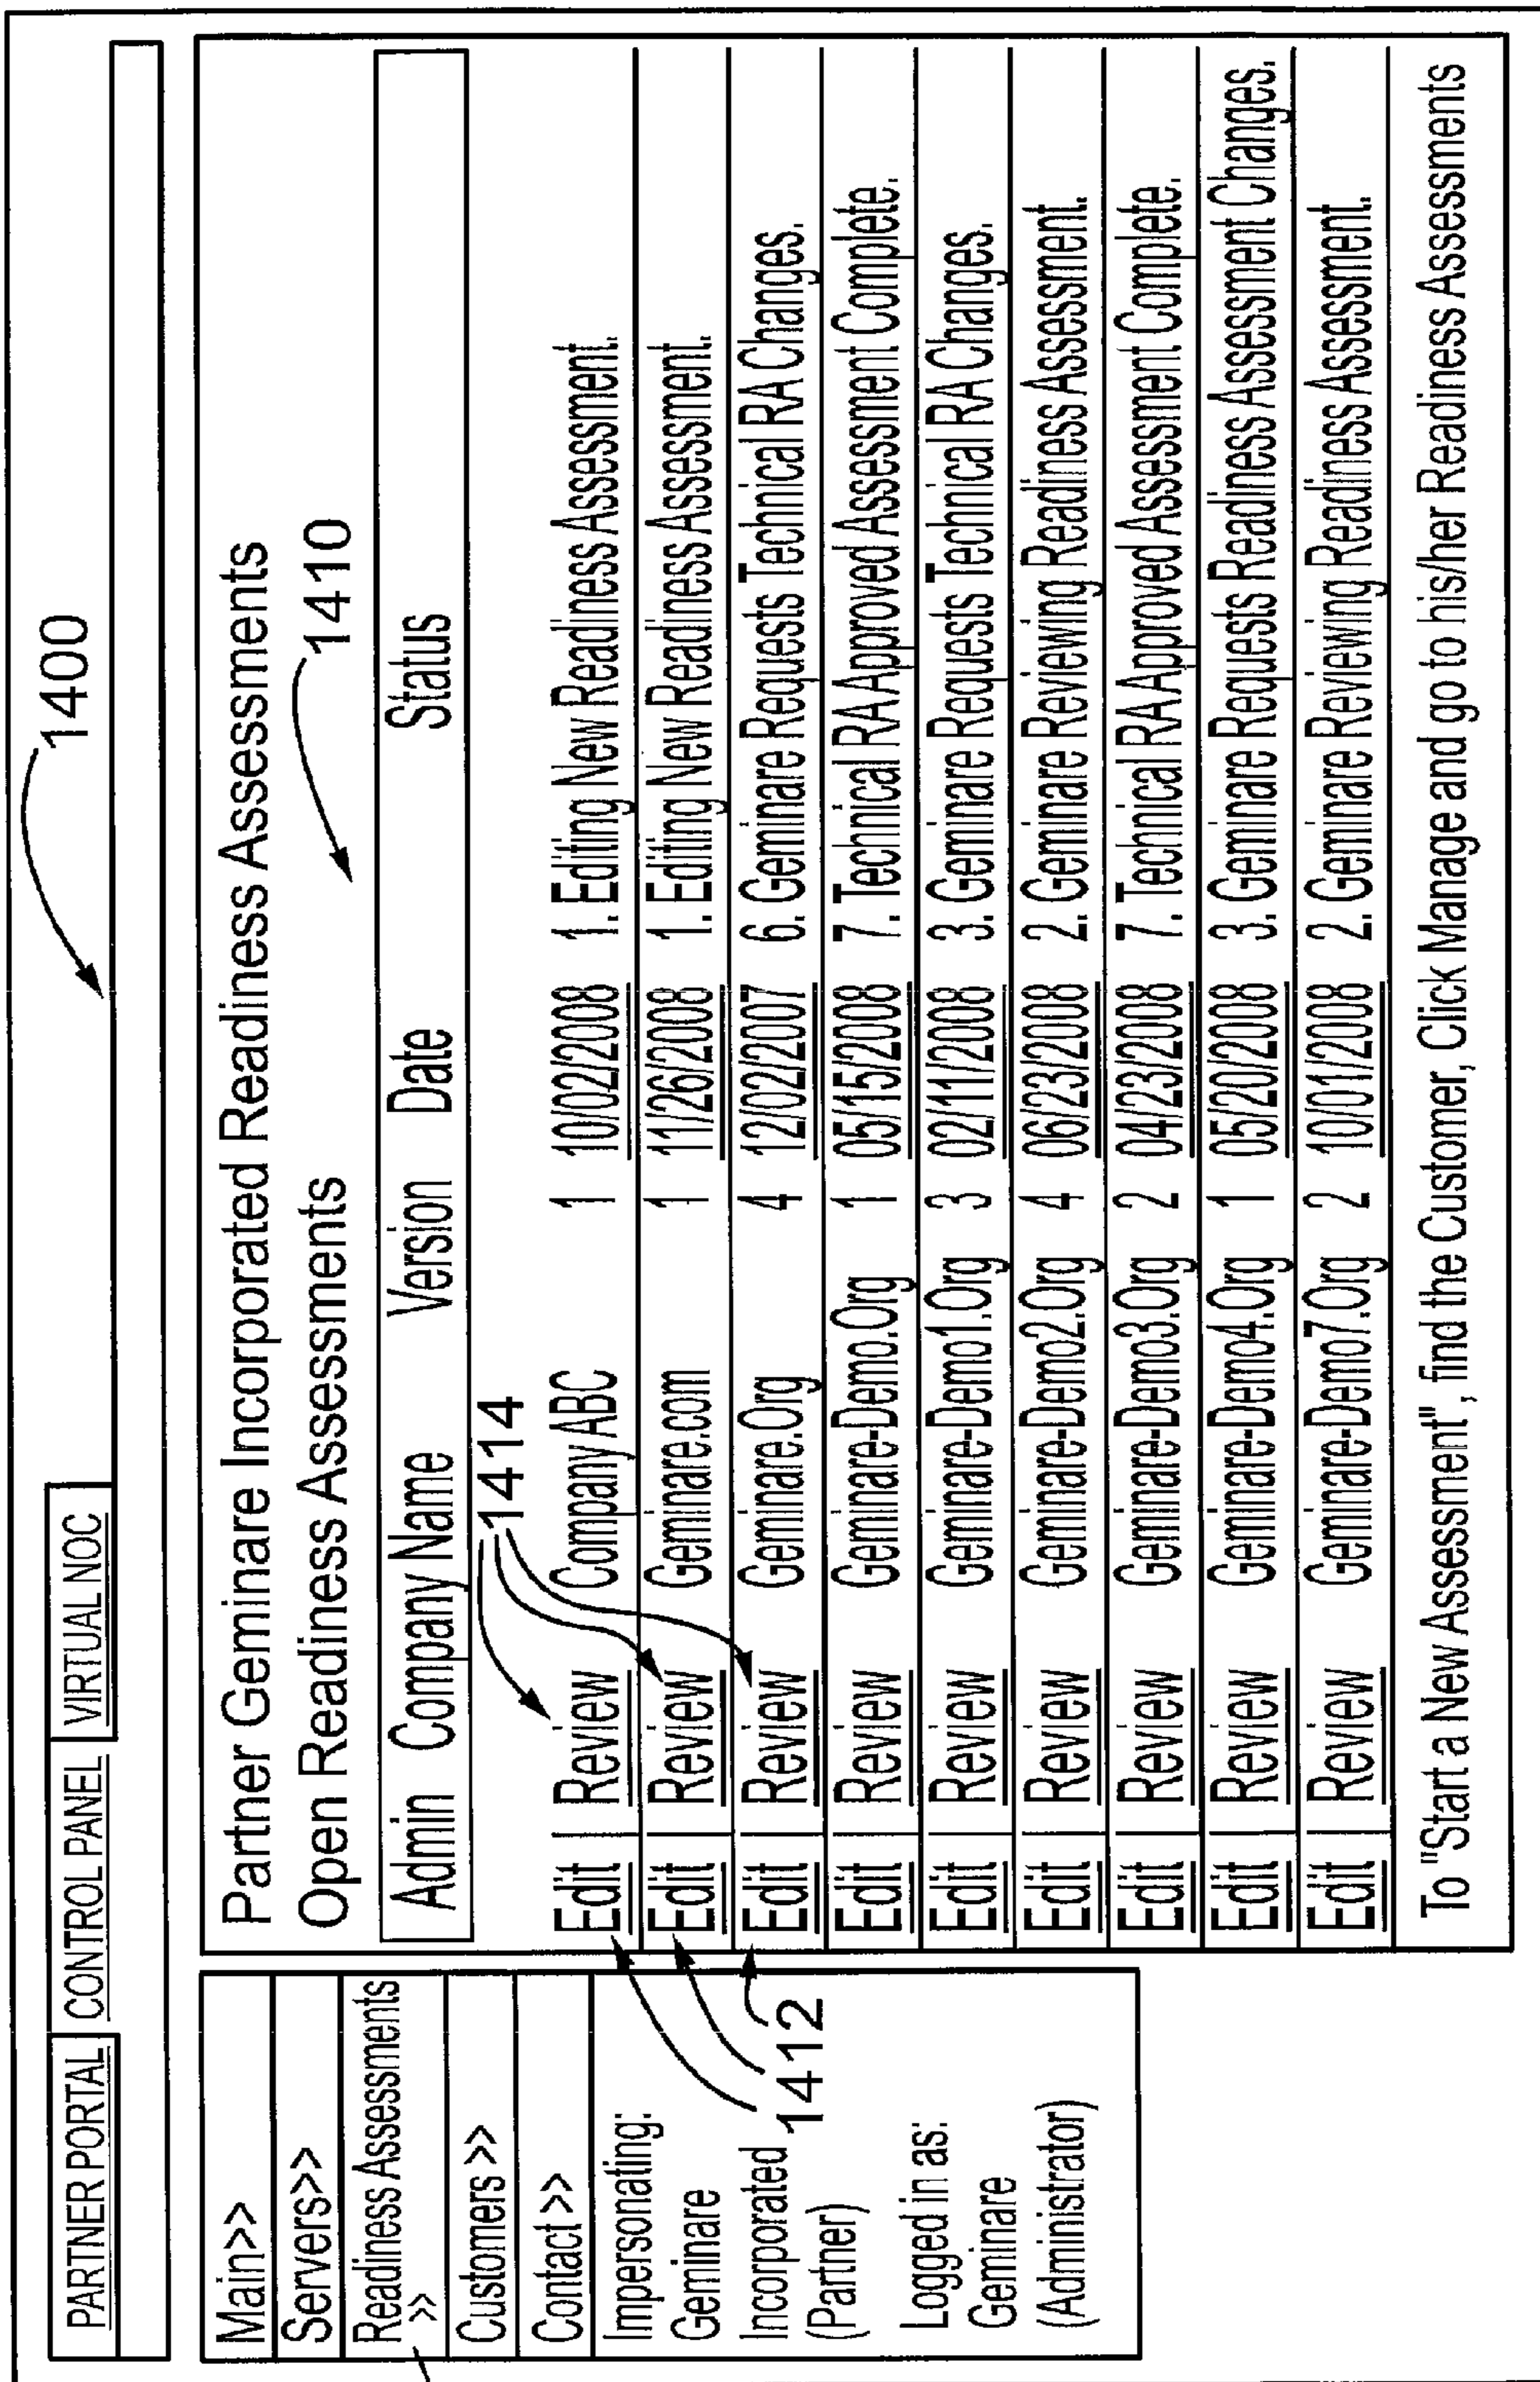 1400
PARTNER PORTAL CONTROL PANEL VIRTUAL NOC
Main>>
Servers>>
Readiness Assessments
>>
Customers >>
Contact >>
Impersonating:
Geminare
Incorporated
(Partner)
Logged in as:
Geminare
(Administrator)
1412
Partner Geminare Incorporated Readiness Assessments
Open Readiness Assessments
1410
Admin Company Name Version Date Status
1414
Edit Review Company ABC 1 10/02/2008 1. Editing New Readiness Assessment.
Edit Review Geminare.com 1 11/26/2008 1. Editing New Readiness Assessment.
Edit Review Geminare.Org 4 12/02/2007 6. Geminare Requests Technical RA Changes.
Edit Review Geminare-Demo.Org 1 05/15/2008 7. Technical RA Approved Assessment Complete.
Edit Review Geminare-Demo1.Org 3 02/11/2008 3. Geminare Requests Technical RA Changes.
Edit Review Geminare-Demo2.Org 4 06/23/2008 2. Geminare Reviewing Readiness Assessment.
Edit Review Geminare-Demo3.Org 2 04/23/2008 7. Technical RA Approved Assessment Complete.
Edit Review Geminare-Demo4.Org 1 05/20/2008 3. Geminare Requests Readiness Assessment Changes.
Edit Review Geminare-Demo7.Org 2 10/01/2008 2. Geminare Reviewing Readiness Assessment.
To "Start a New Assessment", find the Customer, Click Manage and go to his/her Readiness Assessments